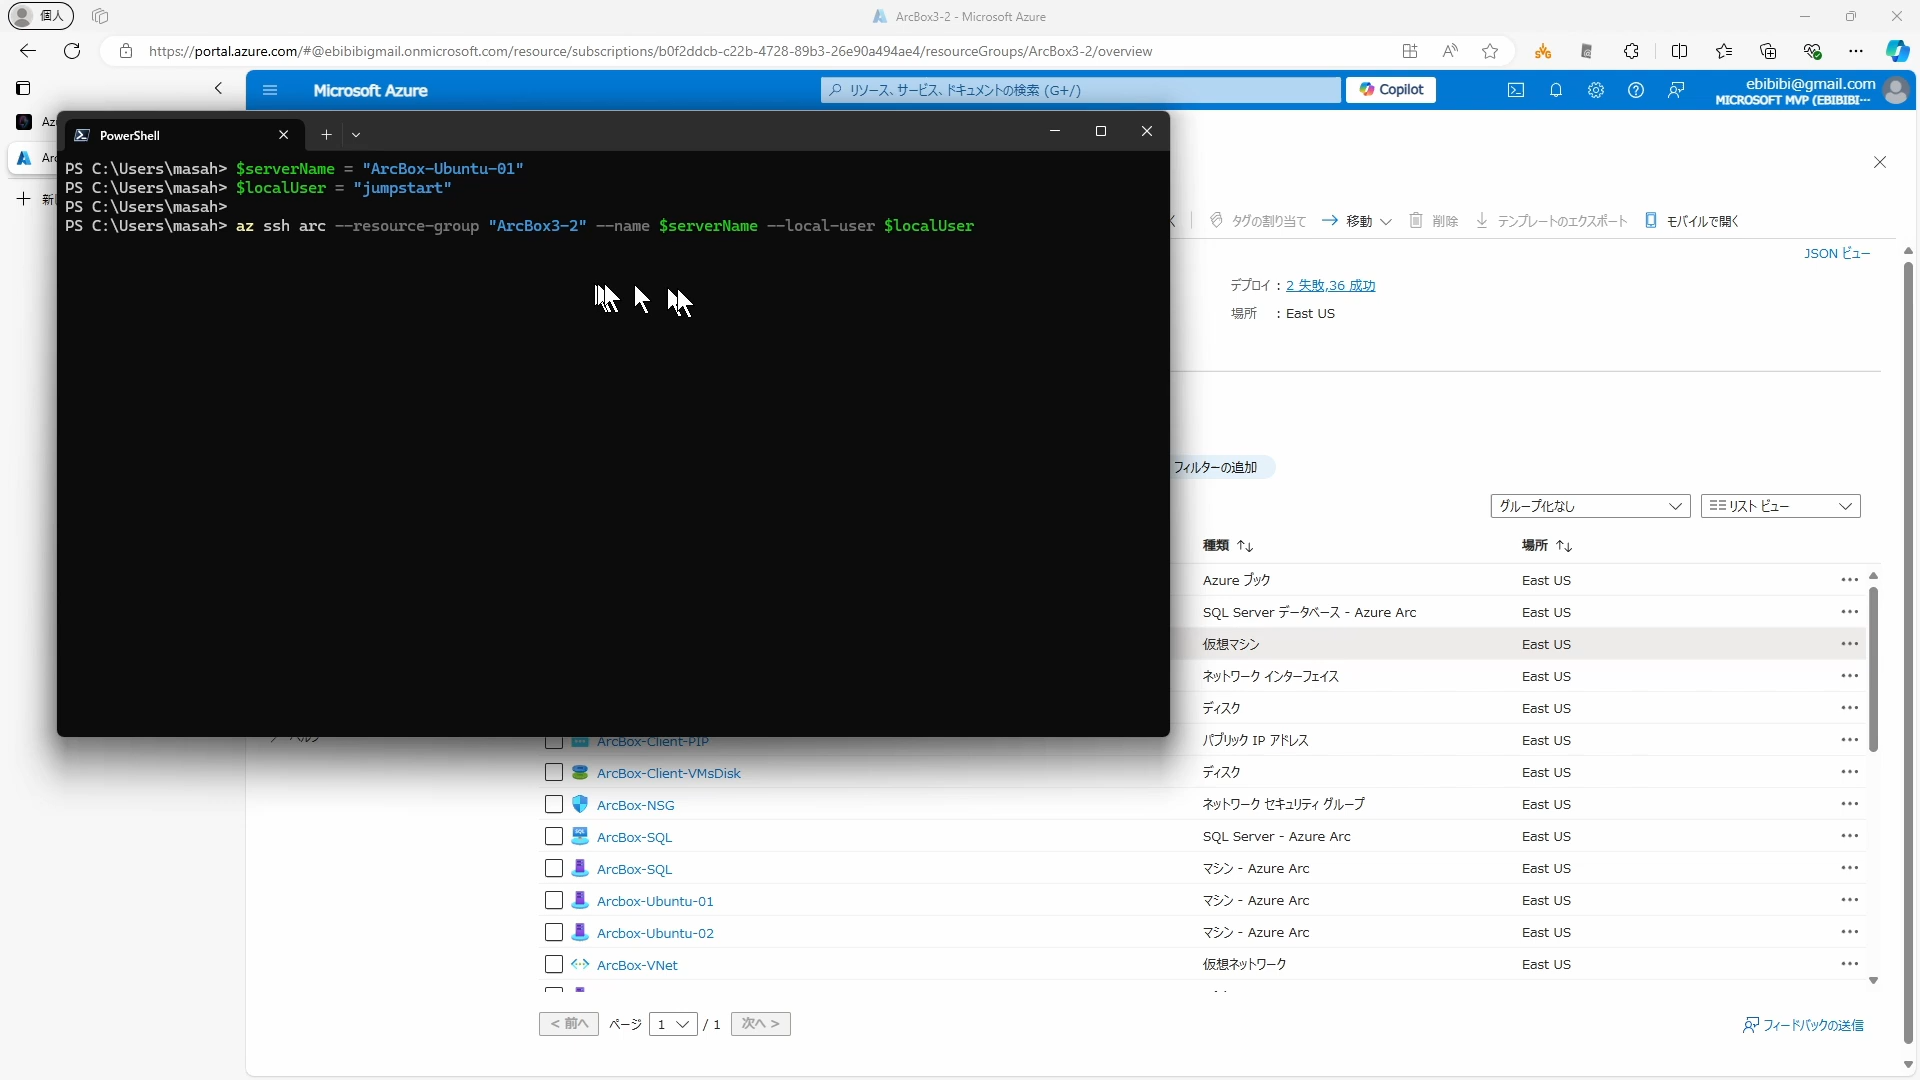 個人
ArcBox3-2 - Microsoft Azure
https://portal.azure.com/#@ebibibigmail.onmicrosoft.com/resource/subscriptions/b0f2ddcb-c22b-4728-89b3-26e90a494ae4/resourceGroups/ArcBox3-2/overview
Microsoft Azure
リソース、サービス、ドキュメントの検索 (G+/)
Copilot
ebibibi@gmail.com
MICROSOFT MVP (EBIBIBI-…
PowerShell
PS C:\Users\masah> $serverName = "ArcBox-Ubuntu-01"
PS C:\Users\masah> $localUser = "jumpstart"
PS C:\Users\masah>
PS C:\Users\masah> az ssh arc --resource-group "ArcBox3-2" --name $serverName --local-user $localUser
タグの割り当て 移動 削除 テンプレートのエクスポート モバイルで開く
JSON ビュー
デプロイ : 2 失敗,36 成功
場所 : East US
フィルターの追加
グループ化なし リスト ビュー
種類 場所
Azure ブック East US
SQL Server データベース - Azure Arc East US
仮想マシン East US
ネットワーク インターフェイス East US
ディスク East US
ArcBox-Client-PIP パブリック IP アドレス East US
ArcBox-Client-VMsDisk ディスク East US
ArcBox-NSG ネットワーク セキュリティ グループ East US
ArcBox-SQL SQL Server - Azure Arc East US
ArcBox-SQL マシン - Azure Arc East US
Arcbox-Ubuntu-01 マシン - Azure Arc East US
Arcbox-Ubuntu-02 マシン - Azure Arc East US
ArcBox-VNet 仮想ネットワーク East US
< 前へ ページ 1 / 1 次へ >
フィードバックの送信